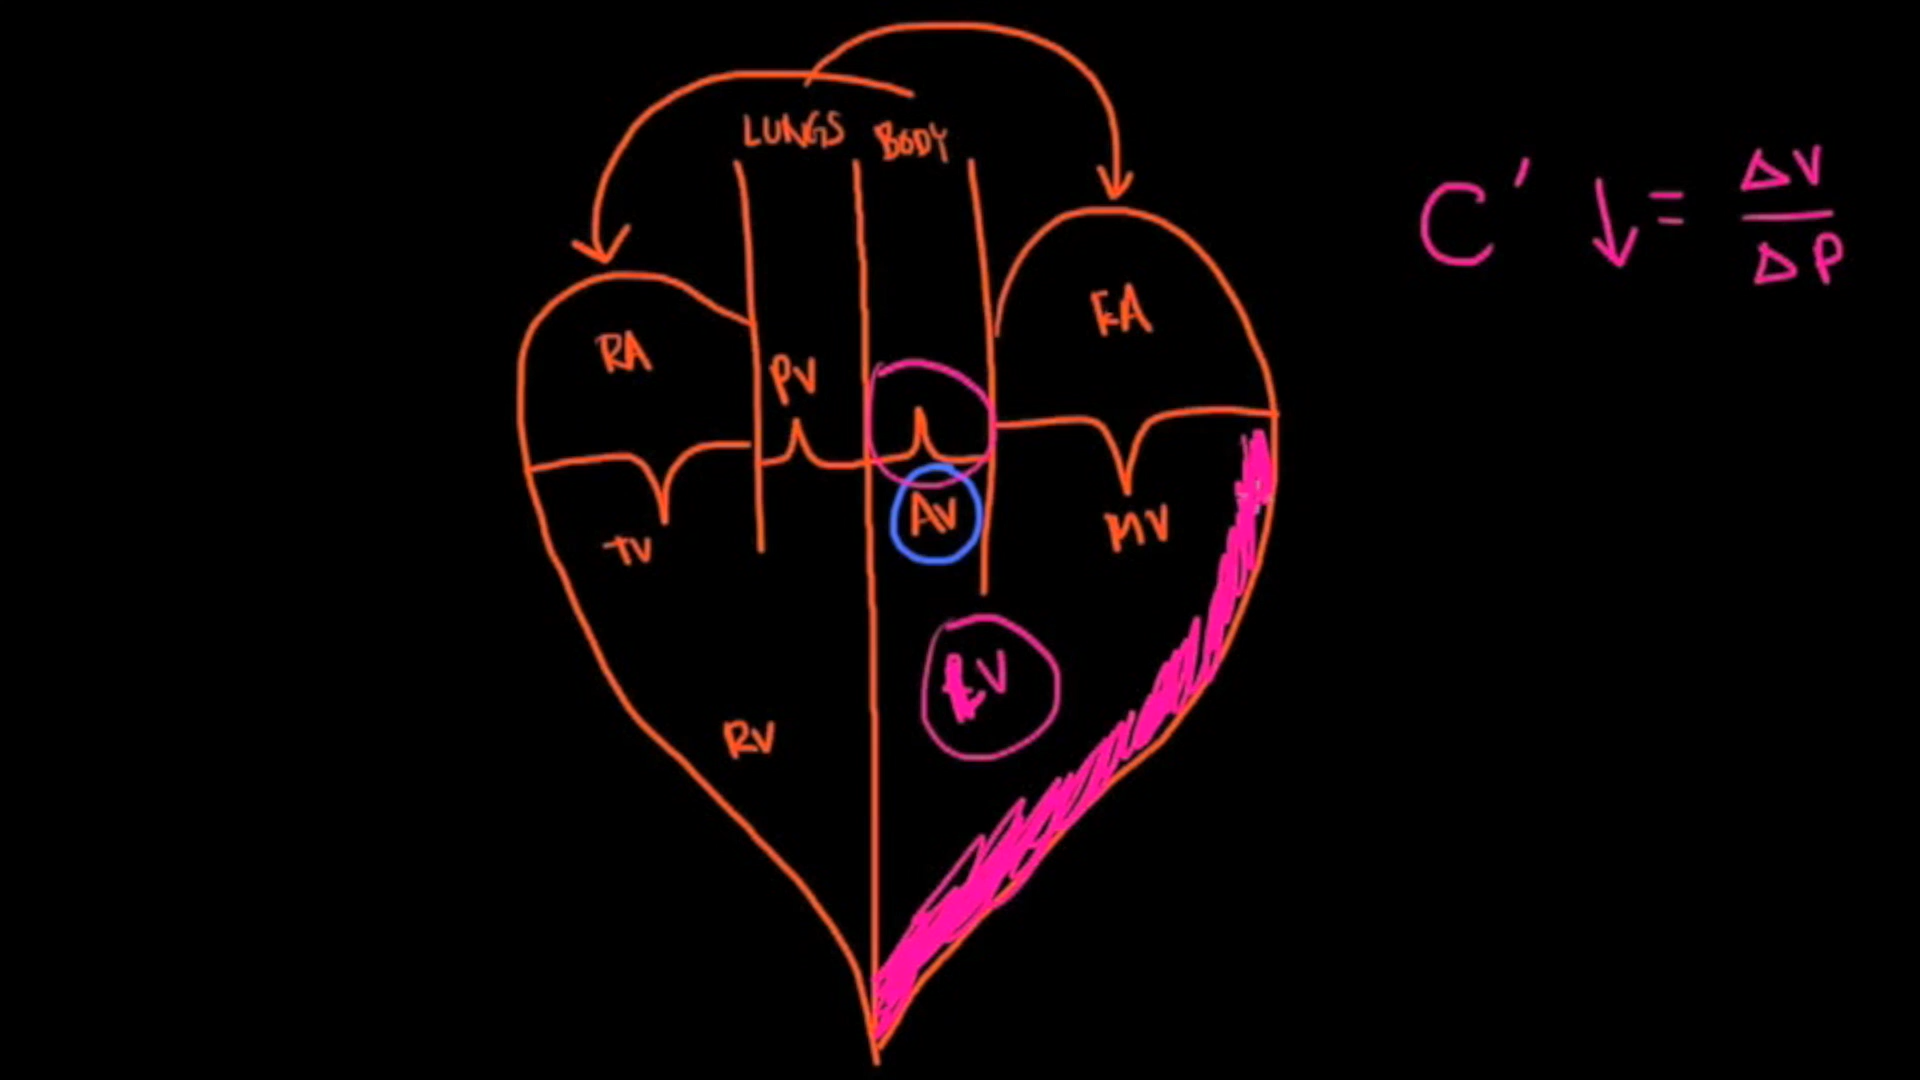 LUNGS BODY
C' ↓ = ΔV / ΔP
RA
LA
PV
TV
AV
MV
LV
RV